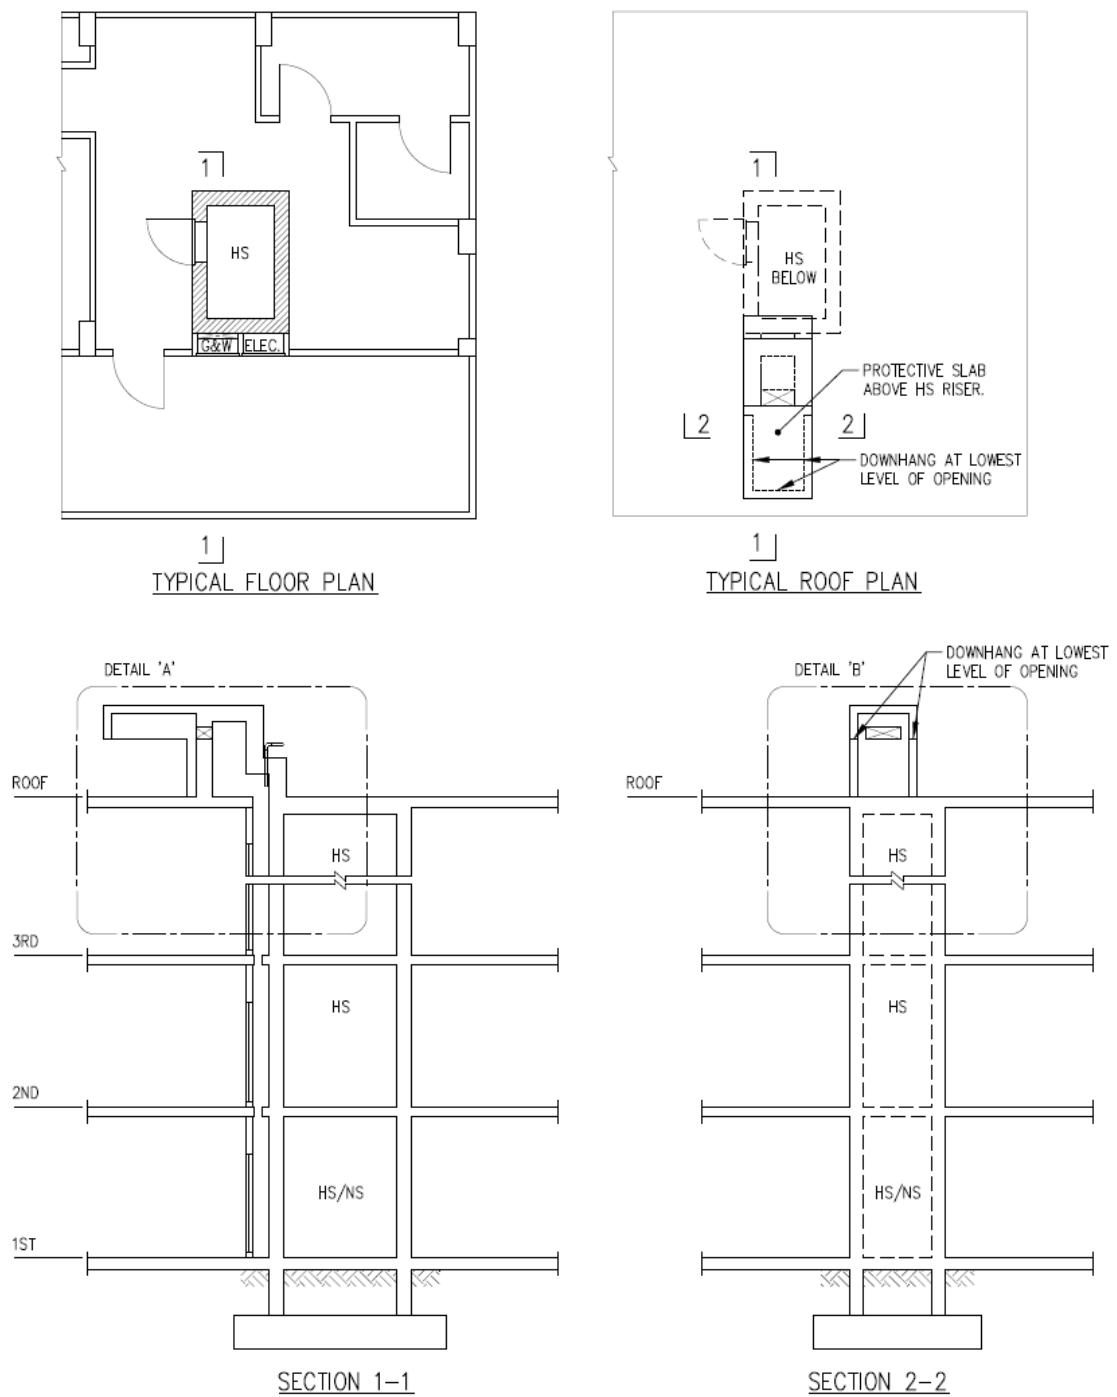 1
1
HS
HS
BELOW
G&W
ELEC.
PROTECTIVE SLAB
ABOVE HS RISER.
2
2
DOWNHANG AT LOWEST
LEVEL OF OPENING
1
1
TYPICAL FLOOR PLAN
TYPICAL ROOF PLAN
DETAIL 'A'
ROOF
HS
3RD
HS
2ND
HS/NS
1ST
SECTION 1-1
DETAIL 'B'
DOWNHANG AT LOWEST
LEVEL OF OPENING
ROOF
HS
HS
HS/NS
SECTION 2-2